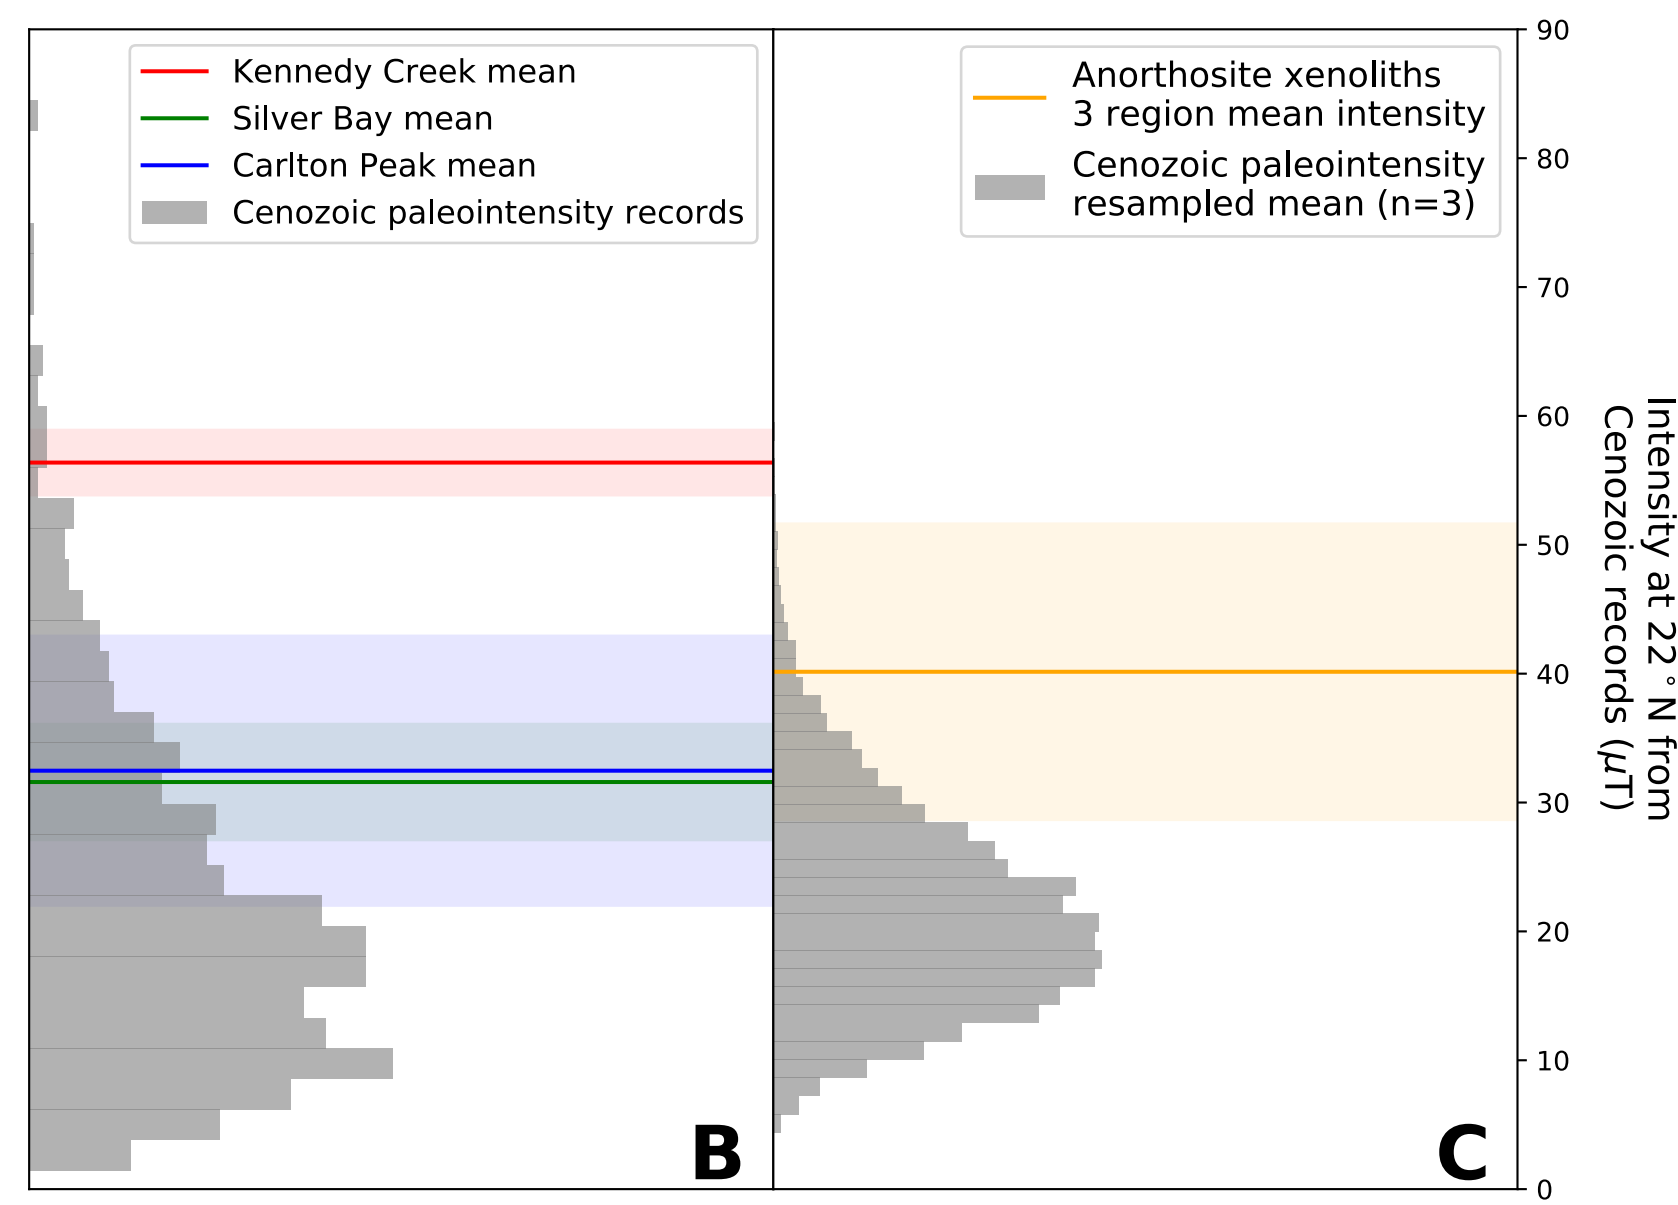 Kennedy Creek mean
Silver Bay mean
Carlton Peak mean
Cenozoic paleointensity records
B
Anorthosite xenoliths
3 region mean intensity
Cenozoic paleointensity
resampled mean (n=3)
C
90
80
70
60
50
40
30
20
10
0
Intensity at 22°N from
Cenozoic records (μT)